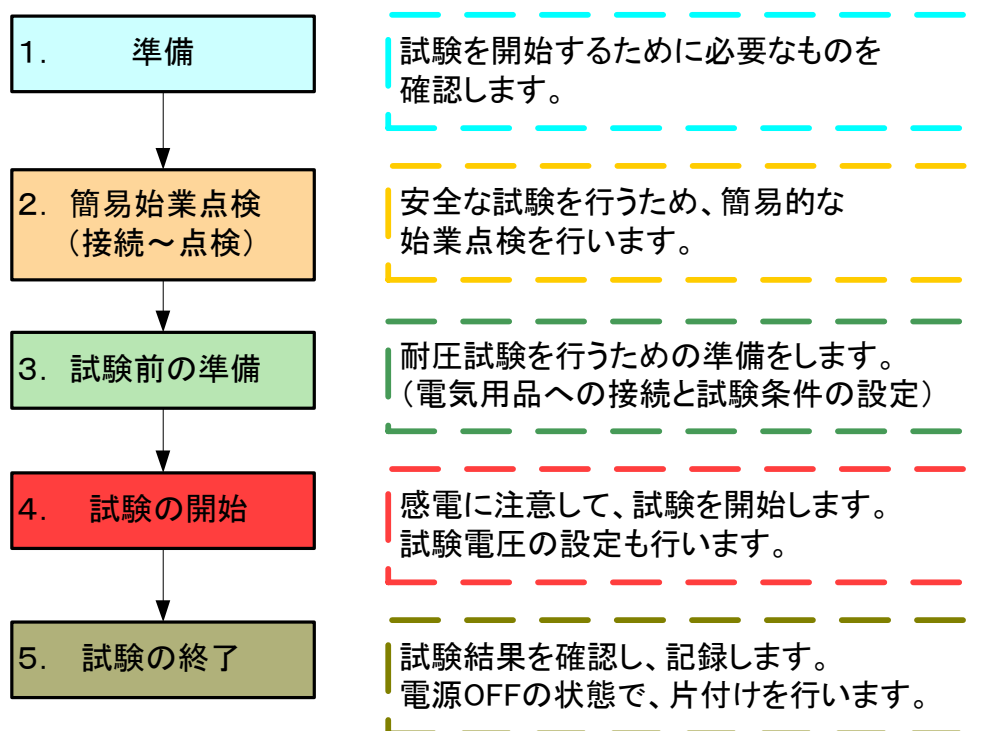 1. 準備
試験を開始するために必要なものを
確認します。
2. 簡易始業点検
（接続～点検）
安全な試験を行うため、簡易的な
始業点検を行います。
3. 試験前の準備
耐圧試験を行うための準備をします。
（電気用品への接続と試験条件の設定）
4. 試験の開始
感電に注意して、試験を開始します。
試験電圧の設定も行います。
5. 試験の終了
試験結果を確認し、記録します。
電源OFFの状態で、片付けを行います。